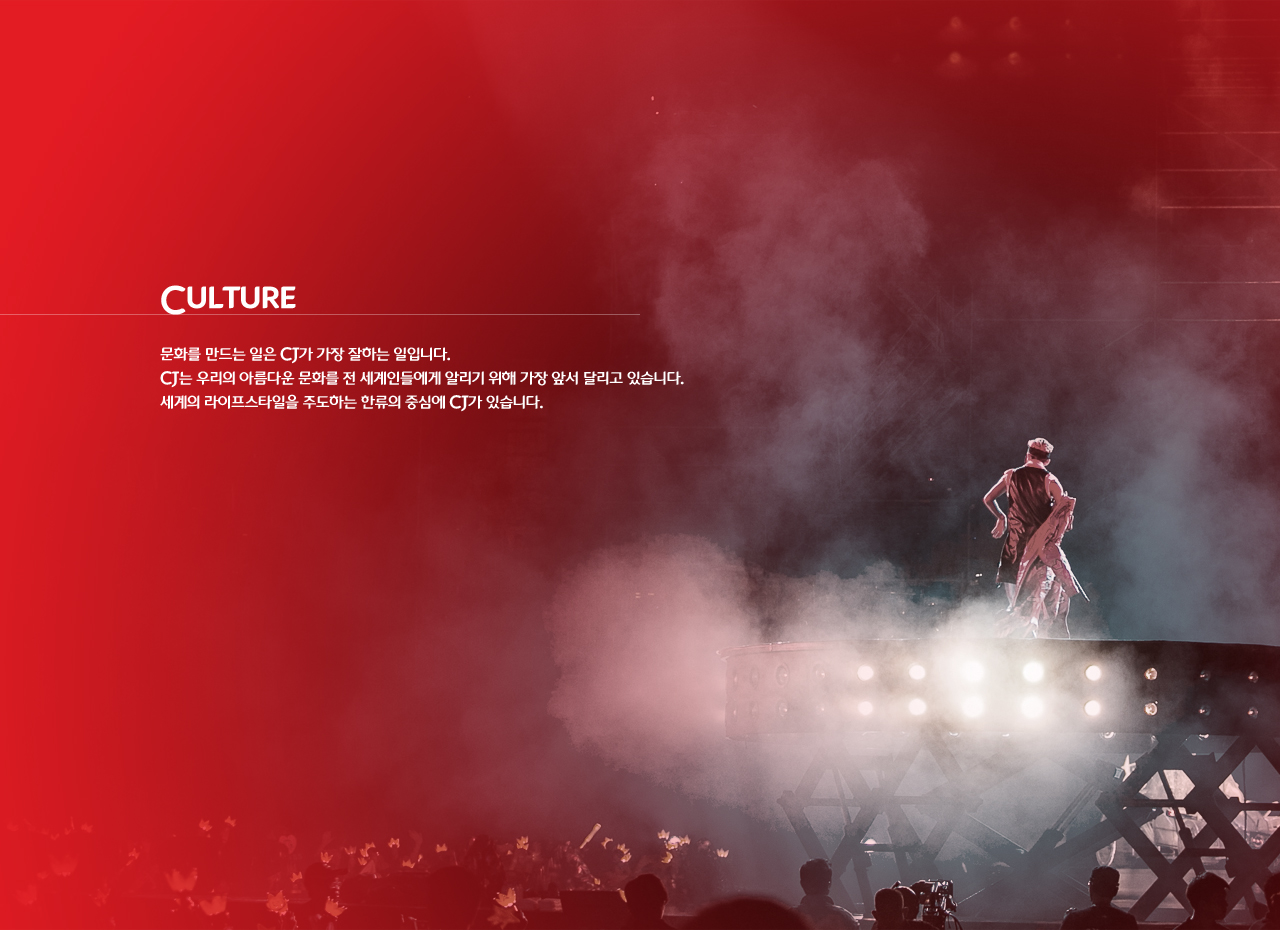 CULTURE
문화를 만드는 일은 CJ가 가장 잘하는 일입니다.
CJ는 우리의 아름다운 문화를 전 세계인들에게 알리기 위해 가장 앞서 달리고 있습니다.
세계의 라이프스타일을 주도하는 한류의 중심에 CJ가 있습니다.